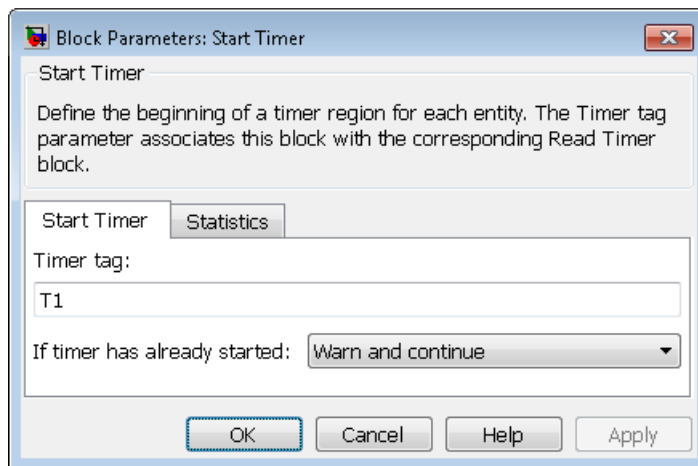 Block Parameters: Start Timer
Start Timer
Define the beginning of a timer region for each entity. The Timer tag
parameter associates this block with the corresponding Read Timer
block.
Start Timer Statistics
Timer tag:
T1
If timer has already started: Warn and continue
OK Cancel Help Apply